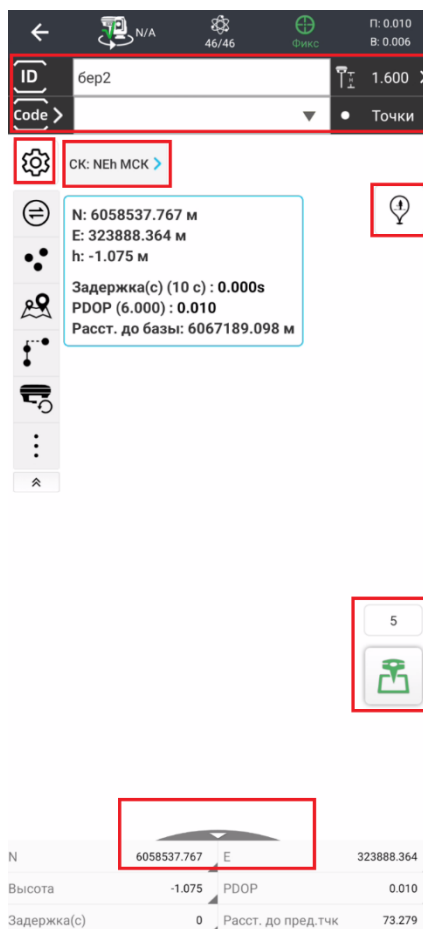 N/A
46/46
Фикс
П: 0.010
В: 0.006
ID
бер2
1.600
Code
Точки
СК: NEh МСК
N: 6058537.767 м
E: 323888.364 м
h: -1.075 м
Задержка(с) (10 с) : 0.000s
PDOP (6.000) : 0.010
Расст. до базы: 6067189.098 м
5
N 6058537.767 E 323888.364
Высота -1.075 PDOP 0.010
Задержка(с) 0 Расст. до пред.тчк 73.279